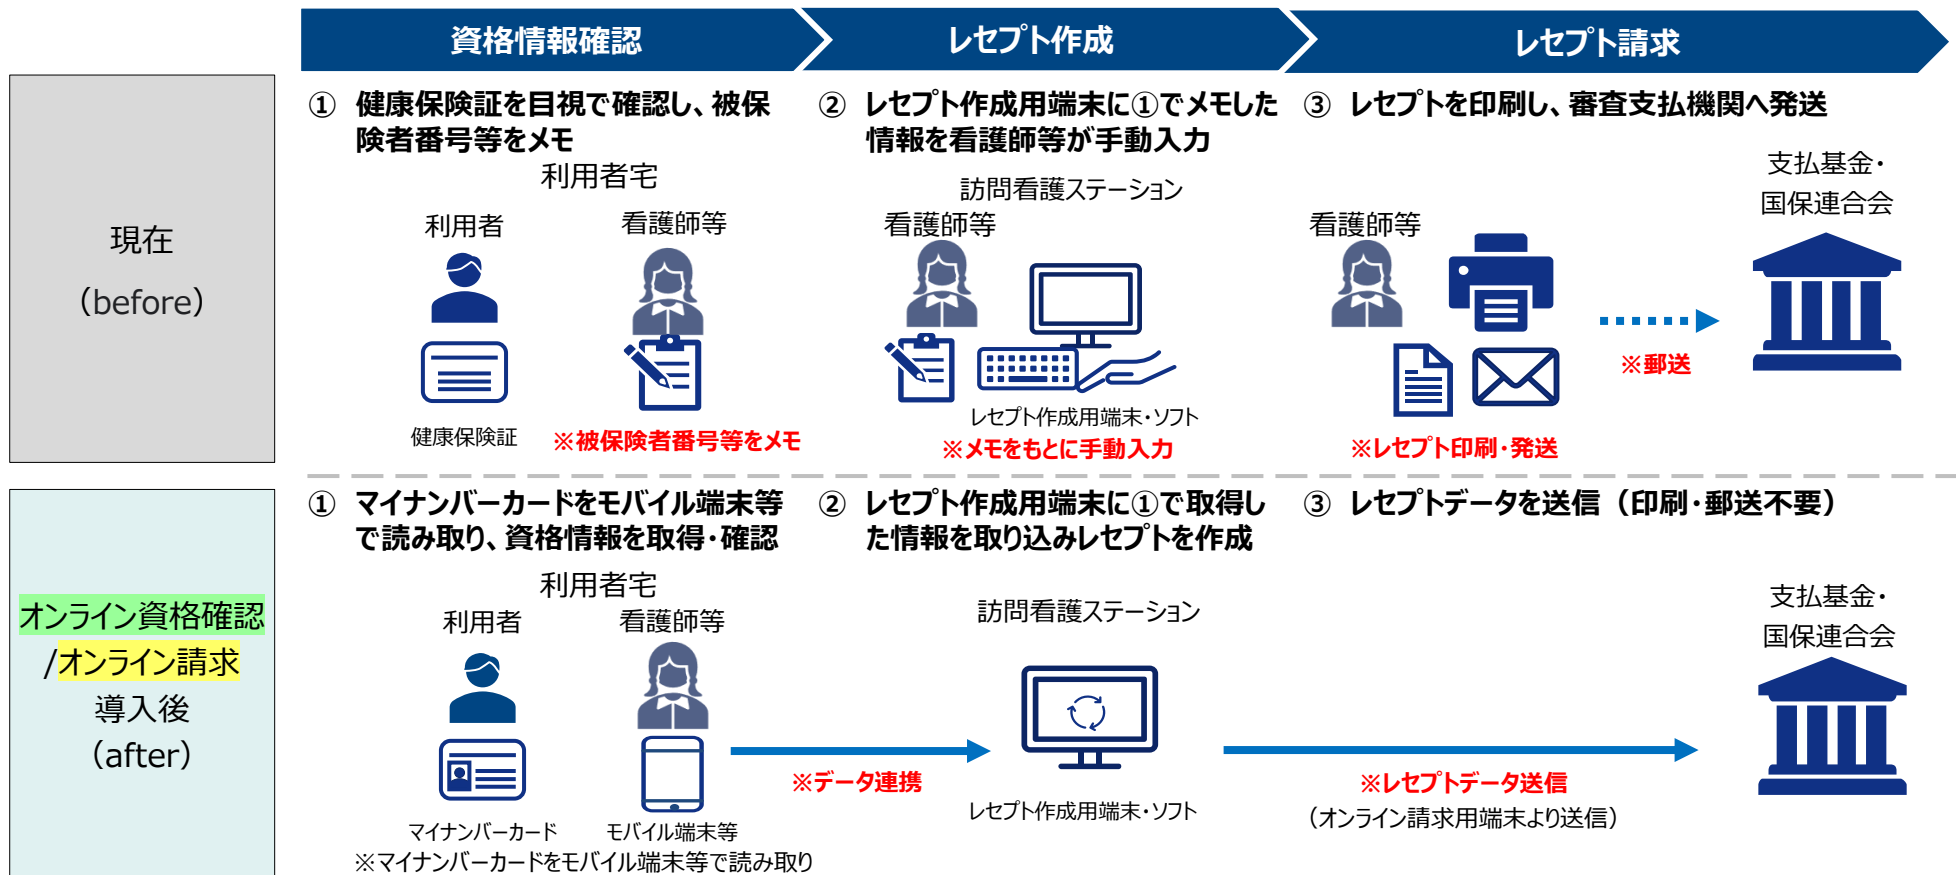 資格情報確認
レセプト作成
レセプト請求
現在
（before）
① 健康保険証を目視で確認し、被保
険者番号等をメモ
利用者宅
利用者
看護師等
健康保険証
※被保険者番号等をメモ
② レセプト作成用端末に①でメモした
情報を看護師等が手動入力
訪問看護ステーション
看護師等
レセプト作成用端末・ソフト
※メモをもとに手動入力
③ レセプトを印刷し、審査支払機関へ発送
看護師等
※レセプト印刷・発送
※郵送
支払基金・
国保連合会
オンライン資格確認
/オンライン請求
導入後
（after）
① マイナンバーカードをモバイル端末等
で読み取り、資格情報を取得・確認
利用者宅
利用者
看護師等
マイナンバーカード
モバイル端末等
※マイナンバーカードをモバイル端末等で読み取り
※データ連携
② レセプト作成用端末に①で取得し
た情報を取り込みレセプトを作成
訪問看護ステーション
レセプト作成用端末・ソフト
③ レセプトデータを送信（印刷・郵送不要）
※レセプトデータ送信
（オンライン請求用端末より送信）
支払基金・
国保連合会